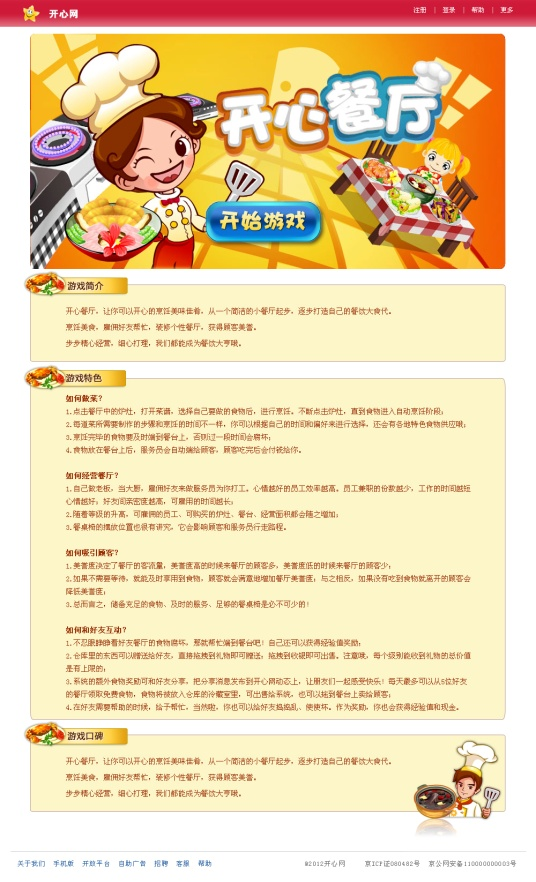 开心网
注册 | 登录 | 帮助 | 更多
开心餐厅
开始游戏
游戏简介
开心餐厅，让你可以开心的烹饪美味佳肴，从一个简洁的小餐厅起步，逐步打造自己的餐饮大食代。
烹饪美食，雇佣好友帮忙，装修个性餐厅，获得顾客美誉。
步步精心经营，细心打理，我们都能成为餐饮大亨哦。
游戏特色
如何做菜？
1.点击餐厅中的炉灶，打开菜谱，选择自己要做的食物后，进行烹饪。不断点击炉灶，直到食物进入自动烹饪阶段；
2.每道菜所需要制作的步骤和烹饪的时间不一样，你可以根据自己的时间和偏好来进行选择。还会有各地特色食物供应哦；
3.烹饪完毕的食物要及时端到餐台上，否则过一段时间会腐坏；
4.食物放在餐台上后，服务员会自动端给顾客，顾客吃完后会付钱给你。
如何经营餐厅？
1.自己做老板，当大厨，雇佣好友来做服务员为你打工。心情越好的员工效率越高。员工兼职的份数越少，工作的时间越短
心情越好；好友间亲密度越高，可雇用的时间越长；
2.随着等级的升高，可雇佣的员工、可购买的炉灶、餐台、经营面积都会随之增加；
3.餐桌椅的摆放位置也很有讲究，它会影响顾客和服务员行走路程。
如何吸引顾客？
1.美誉度决定了餐厅的客流量，美誉度高的时候来餐厅的顾客多，美誉度低的时候来餐厅的顾客少；
2.如果不需要等待，就能及时享用到食物，顾客就会满意地增加餐厅美誉度；与之相反，如果没有吃到食物就离开的顾客会
降低美誉度；
3.总而言之，储备充足的食物、及时的服务、足够的餐桌椅是必不可少的！
如何和好友互动？
1.不忍眼睁睁看好友餐厅的食物腐坏，那就帮忙端到餐台吧！自己还可以获得经验值奖励；
2.仓库里的东西可以赠送给好友，直接拖拽到礼物即可赠送；拖拽到收银即可出售。注意哦，每个级别能收到礼物的总价值
是有上限的；
3.系统的额外食物奖励可和好友分享，把分享消息发布到开心网动态上，让朋友们一起感受快乐！每天最多可以从5位好友
的餐厅领取免费食物，食物将被放入仓库的冷藏室里，可出售给系统，也可以端到餐台上卖给顾客；
4.在好友需要帮助的时候，给予帮忙，当然啦，你也可以给好友捣捣乱、使使坏。作为奖励，你也会获得经验值和现金。
游戏口碑
开心餐厅，让你可以开心的烹饪美味佳肴，从一个简洁的小餐厅起步，逐步打造自己的餐饮大食代。
烹饪美食，雇佣好友帮忙，装修个性餐厅，获得顾客美誉。
步步精心经营，细心打理，我们都能成为餐饮大亨哦。
关于我们 手机版 开放平台 自助广告 招聘 客服 帮助
©2012开心网 京ICP证080482号 京公网安备110000000003号